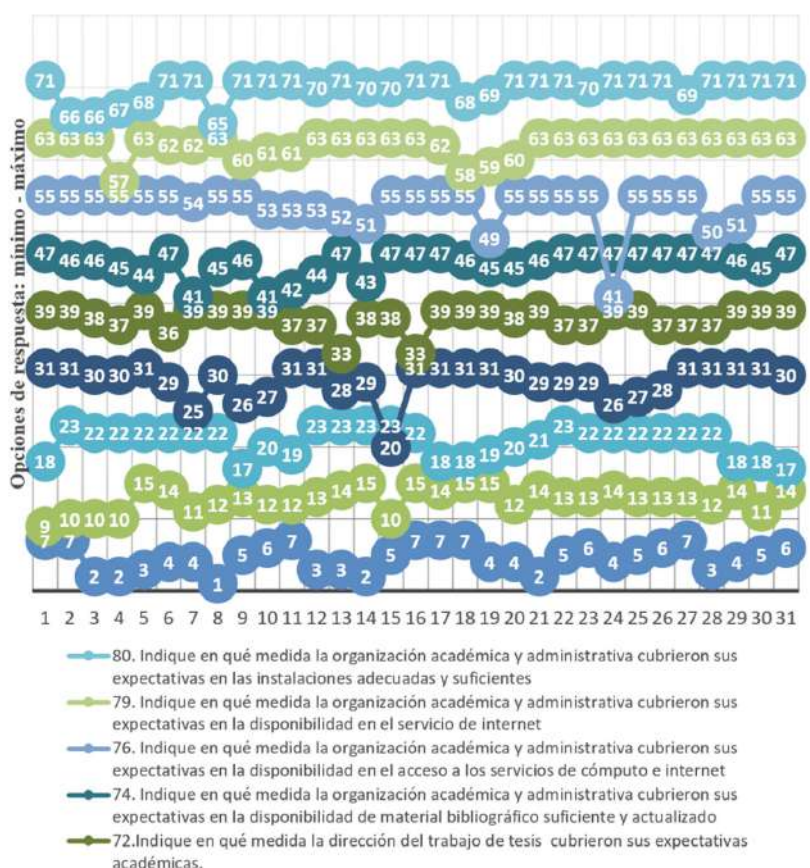 Opciones de respuesta: mínimo - máximo
71 66 66 67 68 71 71 65 71 71 71 70 71 70 70 71 71 68 69 71 71 71 70 71 71 71 69 71 71 71 71
63 63 63 57 63 62 62 63 60 61 61 63 63 63 63 63 62 58 59 60 63 63 63 63 63 63 63 63 63 63 63
55 55 55 55 55 55 54 55 55 53 53 53 52 51 55 55 55 55 49 55 55 55 55 41 55 55 55 50 51 55 55
47 46 46 45 44 47 41 45 46 41 42 44 47 43 47 47 47 46 45 45 46 47 47 47 47 47 47 47 46 45 47
39 39 38 37 39 36 39 39 39 39 37 37 33 38 38 33 39 39 39 38 39 37 37 39 39 37 37 37 39 39 39
31 31 30 30 31 29 25 30 26 27 31 31 28 29 20 31 31 31 31 30 29 29 29 26 27 28 31 31 31 31 30
18 23 22 22 22 22 22 22 17 20 19 23 23 23 23 22 18 18 19 20 21 23 22 22 22 22 22 22 18 18 17
9 10 10 10 15 14 11 12 13 12 12 13 14 15 10 15 14 15 15 12 14 13 13 14 13 13 13 12 14 11 14
7 7 2 2 3 4 4 1 5 6 7 3 3 2 5 7 7 7 4 4 2 5 6 4 5 6 7 3 4 5 6
1 2 3 4 5 6 7 8 9 10 11 12 13 14 15 16 17 18 19 20 21 22 23 24 25 26 27 28 29 30 31
80. Indique en qué medida la organización académica y administrativa cubrieron sus
expectativas en las instalaciones adecuadas y suficientes
79. Indique en qué medida la organización académica y administrativa cubrieron sus
expectativas en la disponibilidad en el servicio de internet
76. Indique en qué medida la organización académica y administrativa cubrieron sus
expectativas en la disponibilidad en el acceso a los servicios de cómputo e internet
74. Indique en qué medida la organización académica y administrativa cubrieron sus
expectativas en la disponibilidad de material bibliográfico suficiente y actualizado
72.Indique en qué medida la dirección del trabajo de tesis cubrieron sus expectativas
académicas.